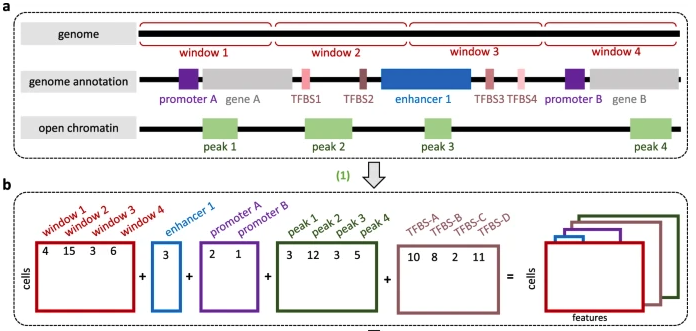 a
genome
window 1 window 2 window 3 window 4
genome annotation
promoter A gene A TFBS1 TFBS2 enhancer 1 TFBS3 TFBS4 promoter B gene B
open chromatin
peak 1 peak 2 peak 3 peak 4
(1)
b
window 1 window 2 window 3 window 4 enhancer 1 promoter A promoter B peak 1 peak 2 peak 3 peak 4 TFBS-A TFBS-B TFBS-C TFBS-D
cells 4 15 3 6 + 3 + 2 1 + 3 12 3 5 + 10 8 2 11 = cells
features